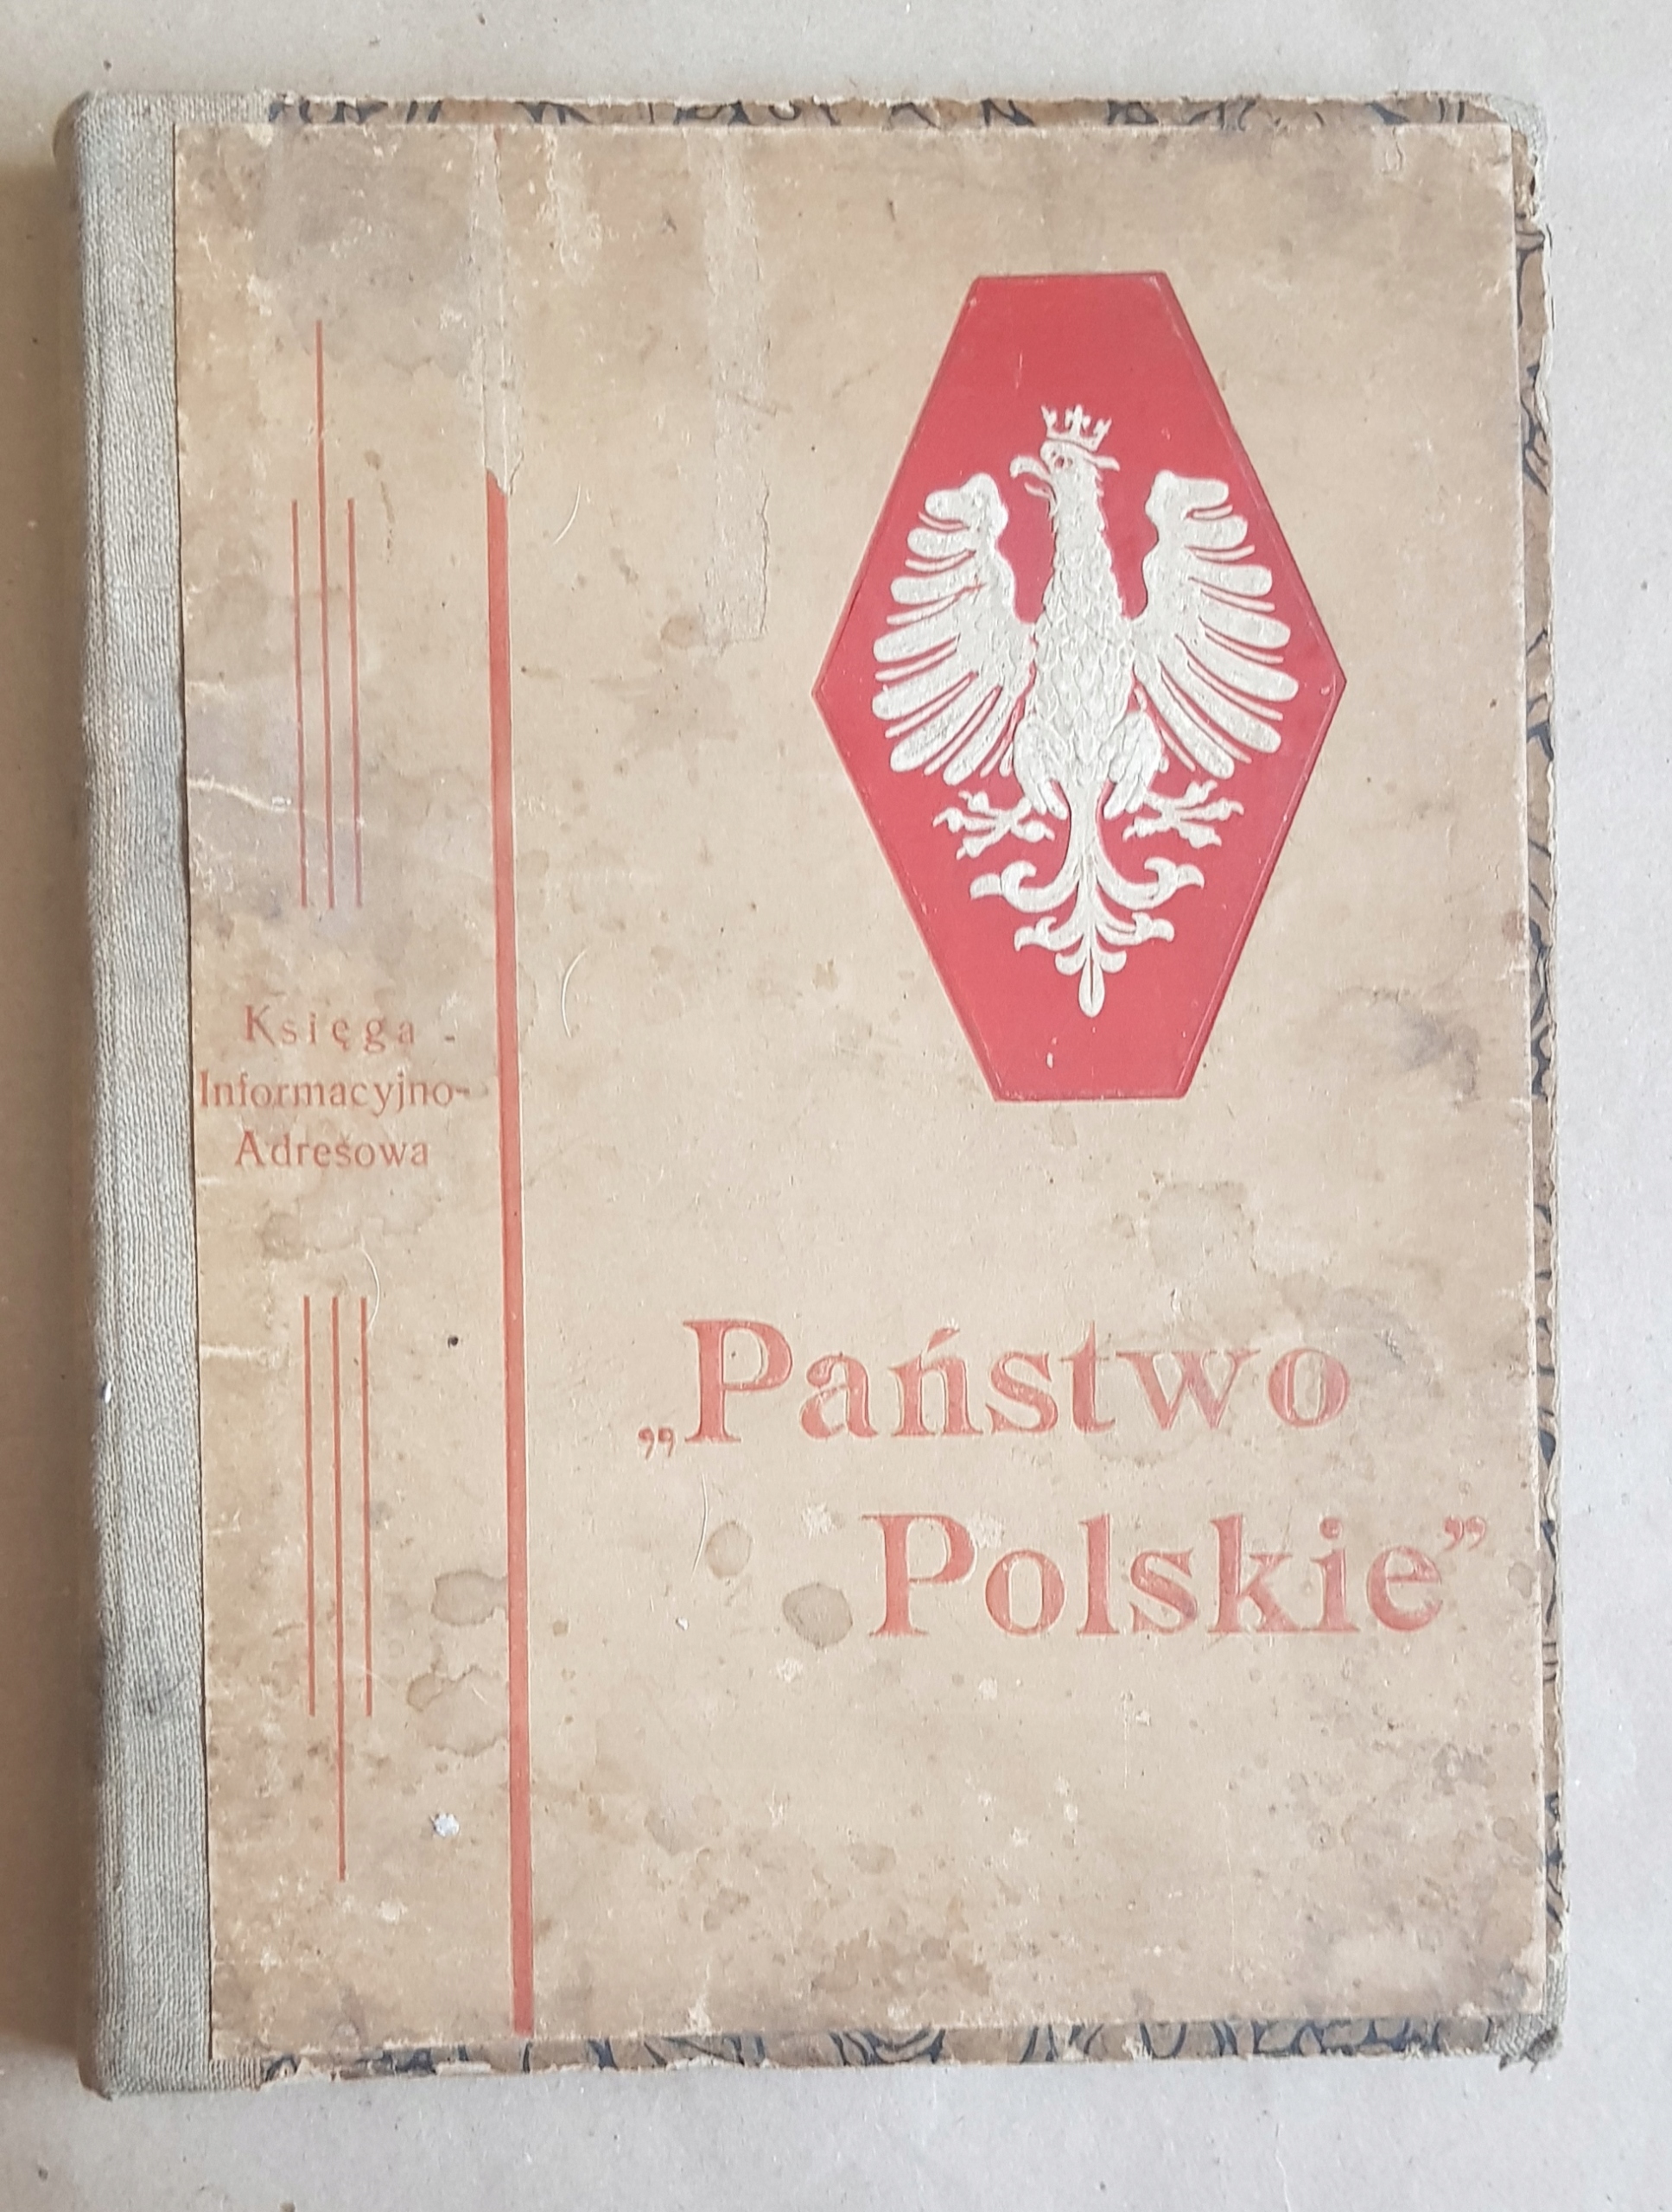 Księga
Informacyjno-
Adresowa
„Państwo
Polskie”